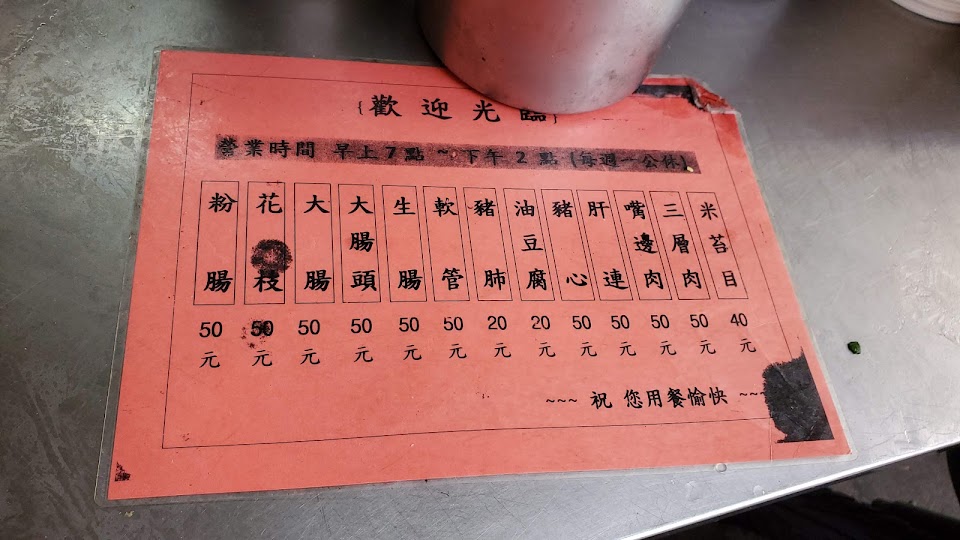 {歡迎光臨}
營業時間 早上7點 ~ 下午2點 (每週一公休)
米苔目 40元
三層肉 50元
嘴邊肉 50元
肝連 50元
豬心 50元
油豆腐 20元
豬肺 20元
軟管 50元
生腸 50元
大腸頭 50元
大腸 50元
花枝 50元
粉腸 50元
~~~ 祝 您用餐愉快 ~~~